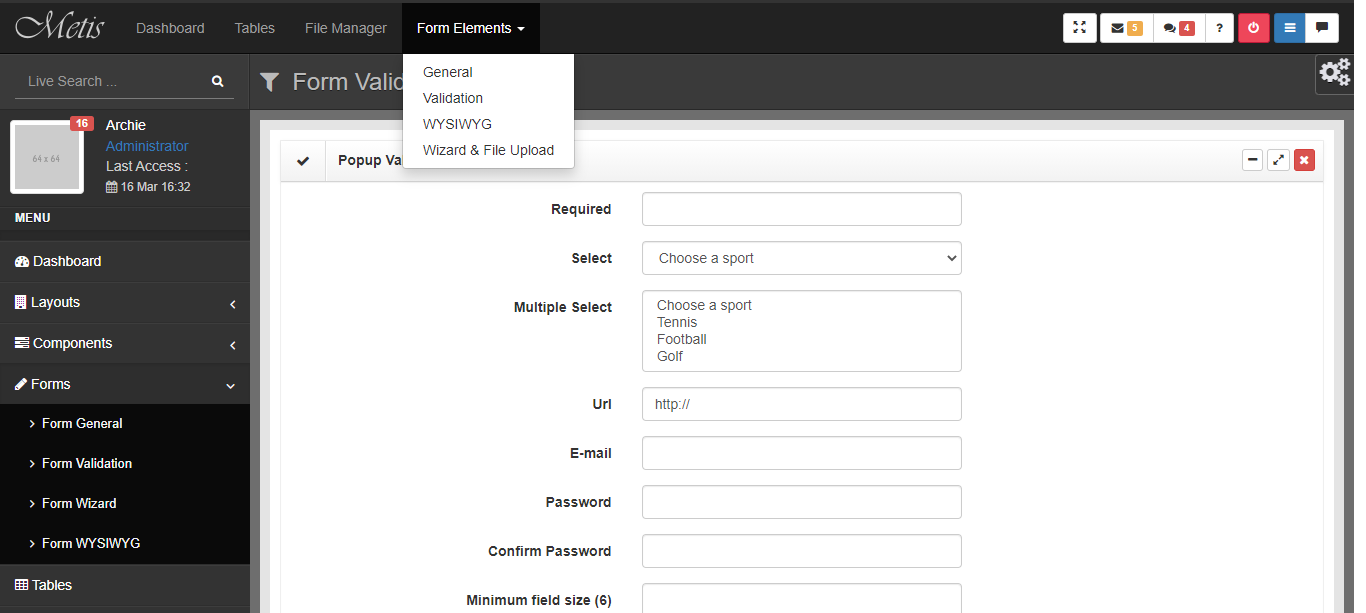 Metis
Dashboard Tables File Manager Form Elements 5 4 ?
General
Validation
WYSIWYG
Wizard & File Upload
Live Search ...
Form Valid
16
64 x 64
Archie
Administrator
Last Access :
16 Mar 16:32
MENU
Dashboard
Layouts
Components
Forms
Form General
Form Validation
Form Wizard
Form WYSIWYG
Tables
Popup Va
Required
Select Choose a sport
Multiple Select Choose a sport
Tennis
Football
Golf
Url http://
E-mail
Password
Confirm Password
Minimum field size (6)